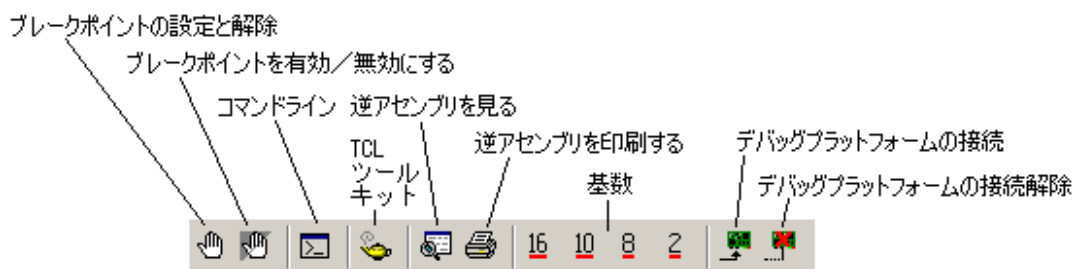 ブレークポイントの設定と解除
ブレークポイントを有効／無効にする
コマンドライン
逆アセンブリを見る
TCL
ツール
キット
逆アセンブリを印刷する
基数
デバッグプラットフォームの接続
デバッグプラットフォームの接続解除
16 10 8 2